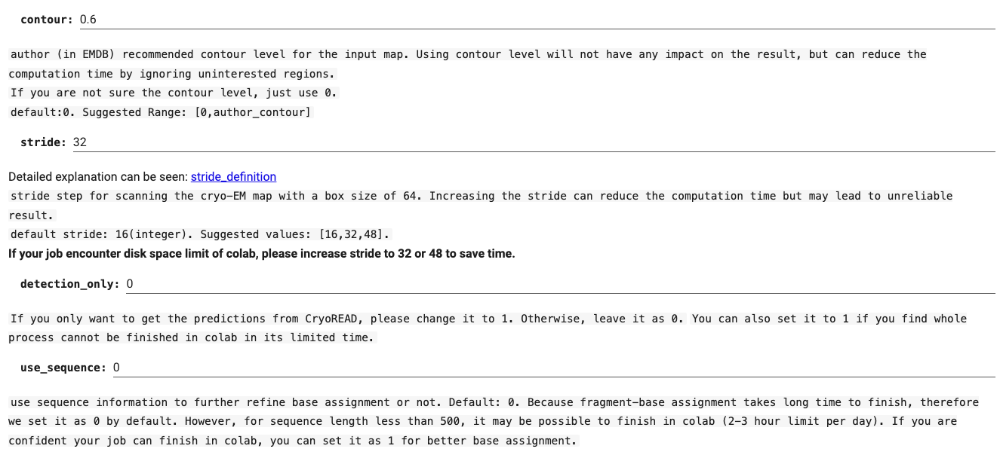 contour: 0.6
author (in EMDB) recommended contour level for the input map. Using contour level will not have any impact on the result, but can reduce the
computation time by ignoring uninterested regions.
If you are not sure the contour level, just use 0.
default:0. Suggested Range: [0,author_contour]
stride: 32
Detailed explanation can be seen: stride_definition
stride step for scanning the cryo-EM map with a box size of 64. Increasing the stride can reduce the computation time but may lead to unreliable
result.
default stride: 16(integer). Suggested values: [16,32,48].
If your job encounter disk space limit of colab, please increase stride to 32 or 48 to save time.
detection_only: 0
If you only want to get the predictions from CryoREAD, please change it to 1. Otherwise, leave it as 0. You can also set it to 1 if you find whole
process cannot be finished in colab in its limited time.
use_sequence: 0
use sequence information to further refine base assignment or not. Default: 0. Because fragment-base assignment takes long time to finish, therefore
we set it as 0 by default. However, for sequence length less than 500, it may be possible to finish in colab (2-3 hour limit per day). If you are
confident your job can finish in colab, you can set it as 1 for better base assignment.